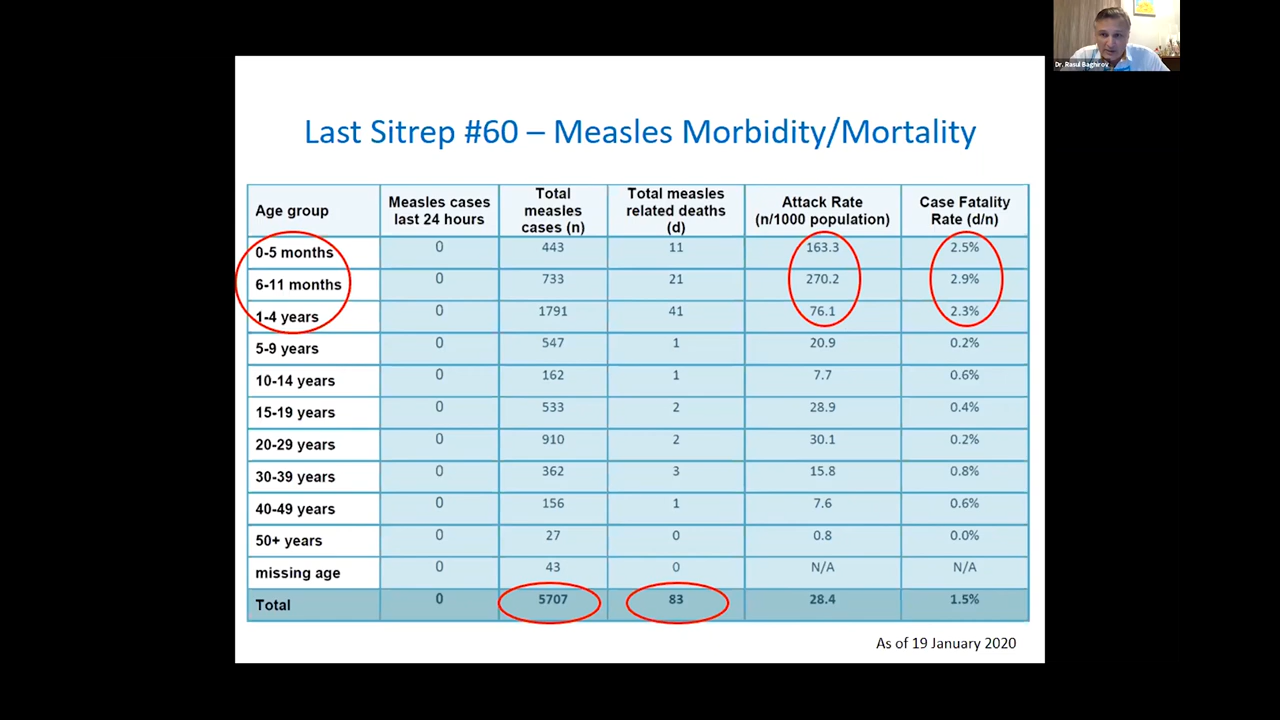 Dr. Rasul Baghirov
Last Sitrep #60 – Measles Morbidity/Mortality
Age group
Measles cases
last 24 hours
Total
measles
cases (n)
Total measles
related deaths
(d)
Attack Rate
(n/1000 population)
Case Fatality
Rate (d/n)
0-5 months 0 443 11 163.3 2.5%
6-11 months 0 733 21 270.2 2.9%
1-4 years 0 1791 41 76.1 2.3%
5-9 years 0 547 1 20.9 0.2%
10-14 years 0 162 1 7.7 0.6%
15-19 years 0 533 2 28.9 0.4%
20-29 years 0 910 2 30.1 0.2%
30-39 years 0 362 3 15.8 0.8%
40-49 years 0 156 1 7.6 0.6%
50+ years 0 27 0 0.8 0.0%
missing age 0 43 0 N/A N/A
Total 0 5707 83 28.4 1.5%
As of 19 January 2020